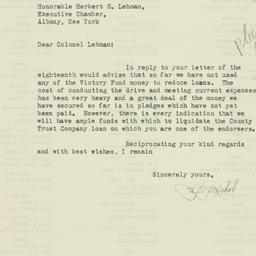 Honorable Herbert H. Lehman,
Executive Chamber,
Albany, New York
Dear Colonel Lehman:
In reply to your letter of the
eighteenth would advise that so far we have not used
any of the Victory Fund money to reduce loans. The
cost of conducting the drive and meeting current expenses
has been very heavy and a great deal of the money we
have secured so far is in pledges which have not yet
been paid. However, there is every indication that we
will have ample funds with which to liquidate the County
Trust Company loan on which you are one of the endorsers.
Reciprocating your kind regards
and with best wishes, I remain
Sincerely yours,